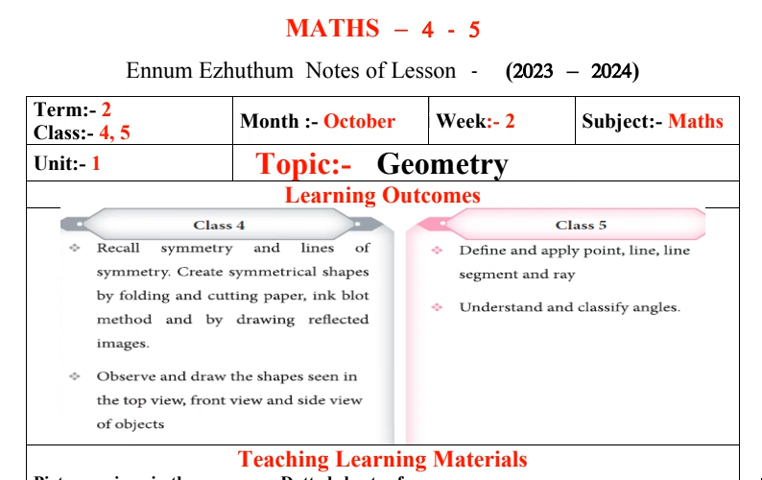 MATHS – 4 - 5
Ennum Ezhuthum Notes of Lesson - (2023 – 2024)
Term:- 2
Class:- 4, 5
Month :- October
Week:- 2
Subject:- Maths
Unit:- 1
Topic:- Geometry
Learning Outcomes
Class 4
Recall symmetry and lines of
symmetry. Create symmetrical shapes
by folding and cutting paper, ink blot
method and by drawing reflected
images.
Observe and draw the shapes seen in
the top view, front view and side view
of objects
Class 5
Define and apply point, line, line
segment and ray
Understand and classify angles.
Teaching Learning Materials